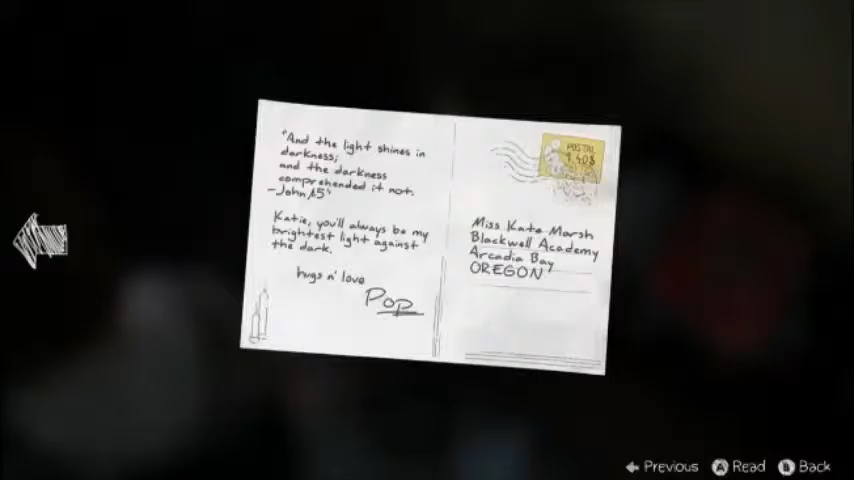 "And the light shines in
darkness;
and the darkness
comprehended it not.
-John 1:5"
Katie, you'll always be my
brightest light against
the dark.
hugs n' love
Pop
POSTAL
1.40$
Miss Kate Marsh
Blackwell Academy
Arcadia Bay
OREGON
Previous
A Read
B Back